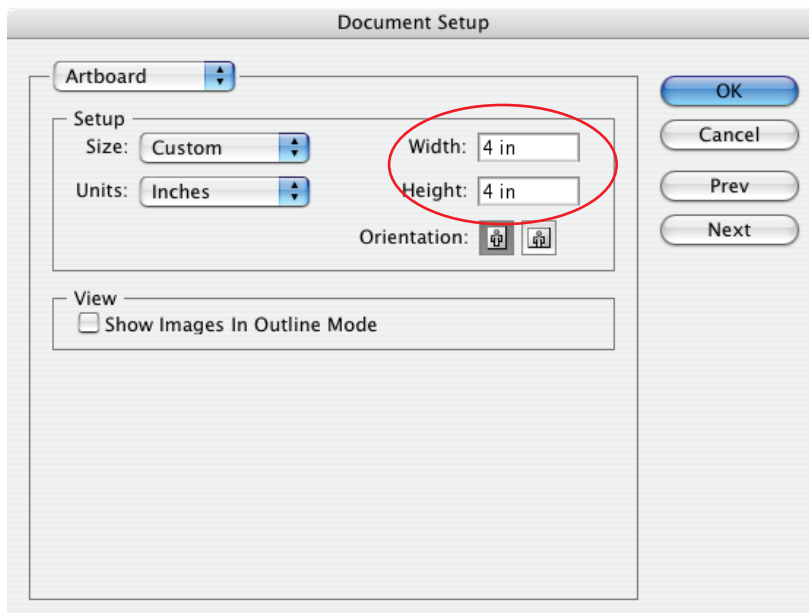 Document Setup
Artboard
OK
Setup
Size: Custom
Width: 4 in
Cancel
Units: Inches
Height: 4 in
Prev
Orientation:
Next
View
Show Images In Outline Mode